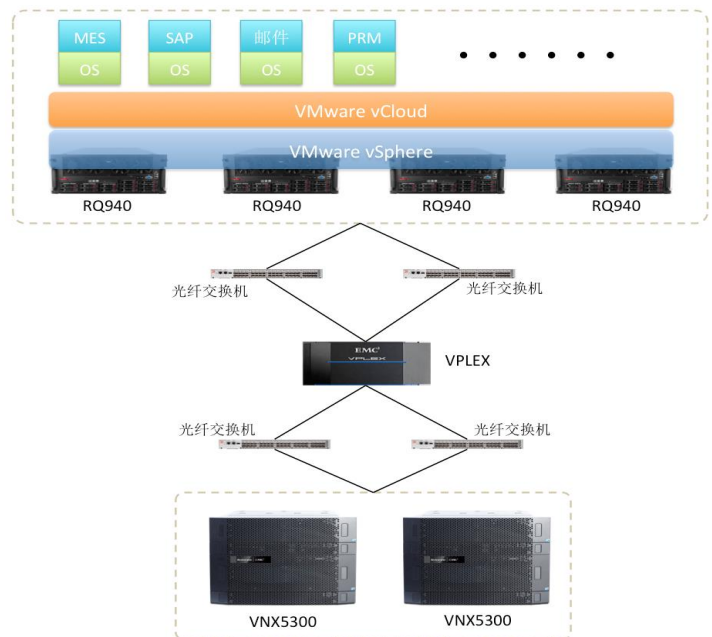 MES SAP 邮件 PRM
OS OS OS OS
VMware vCloud
VMware vSphere
RQ940 RQ940 RQ940 RQ940
光纤交换机 光纤交换机
EMC²
VPLEX
VPLEX
光纤交换机 光纤交换机
VNX5300 VNX5300